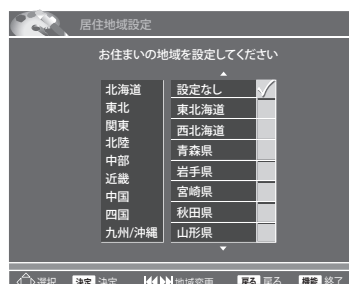 居住地域設定
お住まいの地域を設定してください
北海道
東北
関東
北陸
中部
近畿
中国
四国
九州/沖縄
設定なし
東北海道
西北海道
青森県
岩手県
宮崎県
秋田県
山形県
選択 決定 決定 地域変更 戻る 戻る 機能 終了